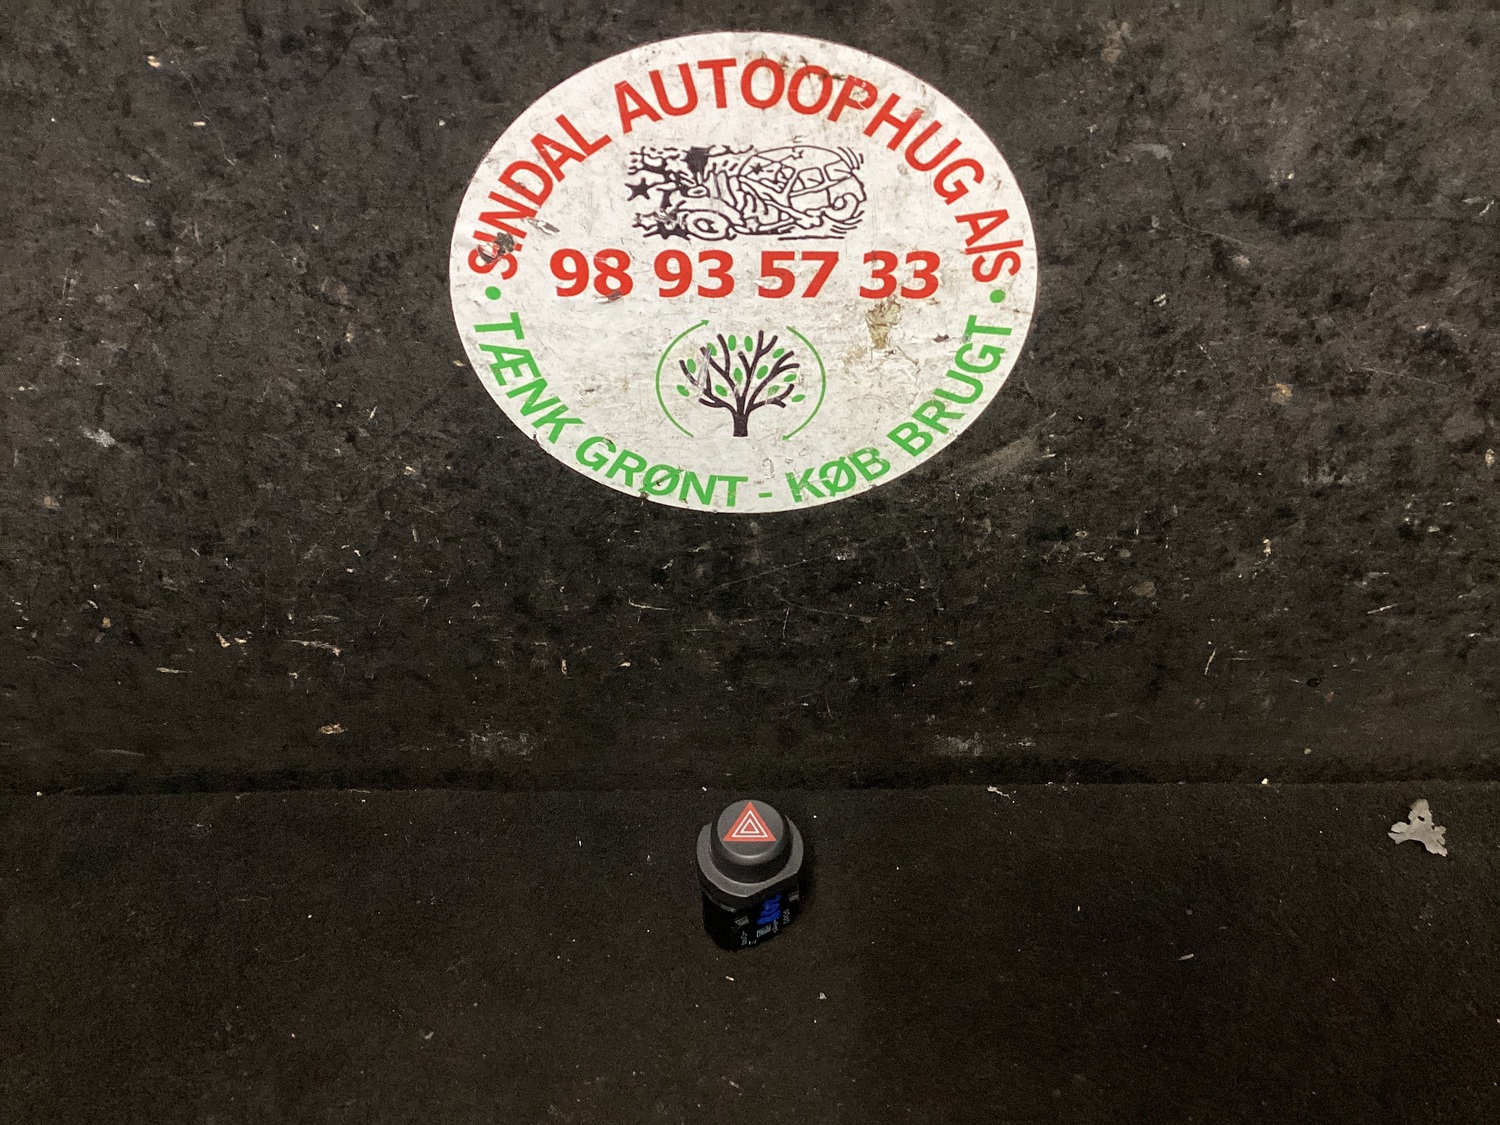 SINDAL AUTOOPHUG A/S
98 93 57 33
• TÆNK GRØNT - KØB BRUGT •